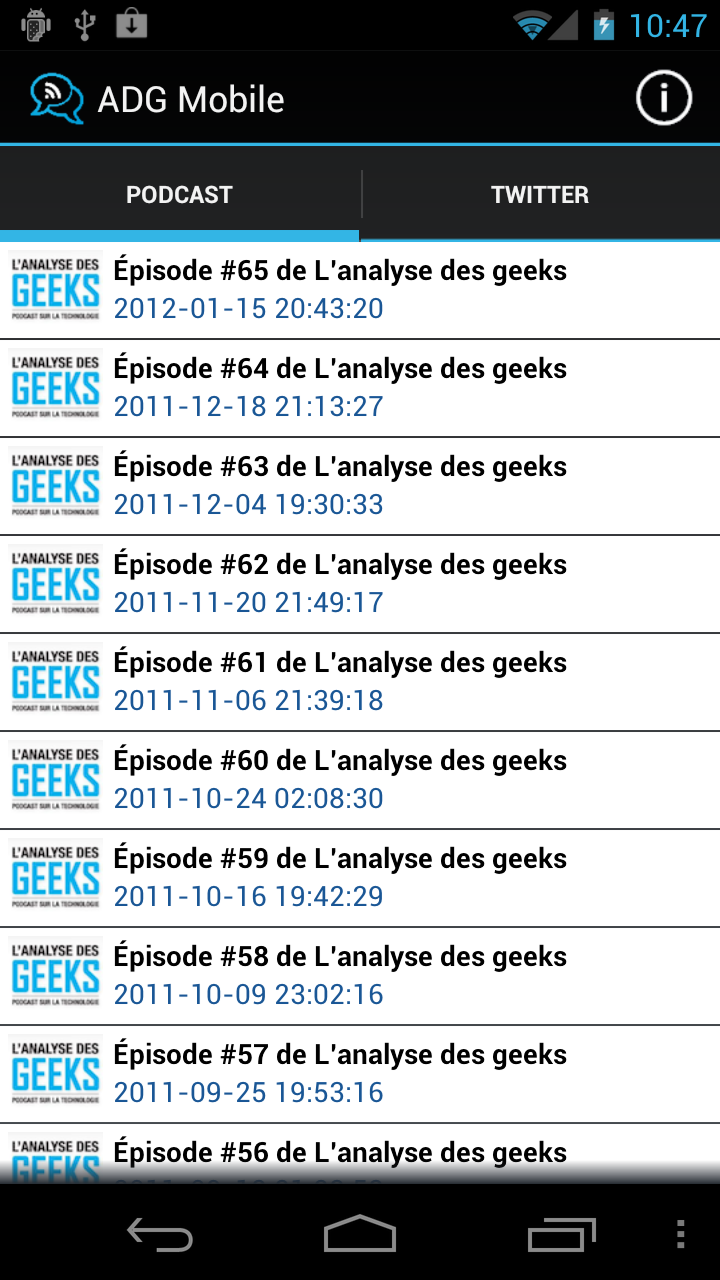 10:47
ADG Mobile
PODCAST
TWITTER
L'ANALYSE DES
GEEKS
PODCAST SUR LA TECHNOLOGIE
Épisode #65 de L'analyse des geeks
2012-01-15 20:43:20
L'ANALYSE DES
GEEKS
PODCAST SUR LA TECHNOLOGIE
Épisode #64 de L'analyse des geeks
2011-12-18 21:13:27
L'ANALYSE DES
GEEKS
PODCAST SUR LA TECHNOLOGIE
Épisode #63 de L'analyse des geeks
2011-12-04 19:30:33
L'ANALYSE DES
GEEKS
PODCAST SUR LA TECHNOLOGIE
Épisode #62 de L'analyse des geeks
2011-11-20 21:49:17
L'ANALYSE DES
GEEKS
PODCAST SUR LA TECHNOLOGIE
Épisode #61 de L'analyse des geeks
2011-11-06 21:39:18
L'ANALYSE DES
GEEKS
PODCAST SUR LA TECHNOLOGIE
Épisode #60 de L'analyse des geeks
2011-10-24 02:08:30
L'ANALYSE DES
GEEKS
PODCAST SUR LA TECHNOLOGIE
Épisode #59 de L'analyse des geeks
2011-10-16 19:42:29
L'ANALYSE DES
GEEKS
PODCAST SUR LA TECHNOLOGIE
Épisode #58 de L'analyse des geeks
2011-10-09 23:02:16
L'ANALYSE DES
GEEKS
PODCAST SUR LA TECHNOLOGIE
Épisode #57 de L'analyse des geeks
2011-09-25 19:53:16
L'ANALYSE DES
GEEKS
Épisode #56 de L'analyse des geeks